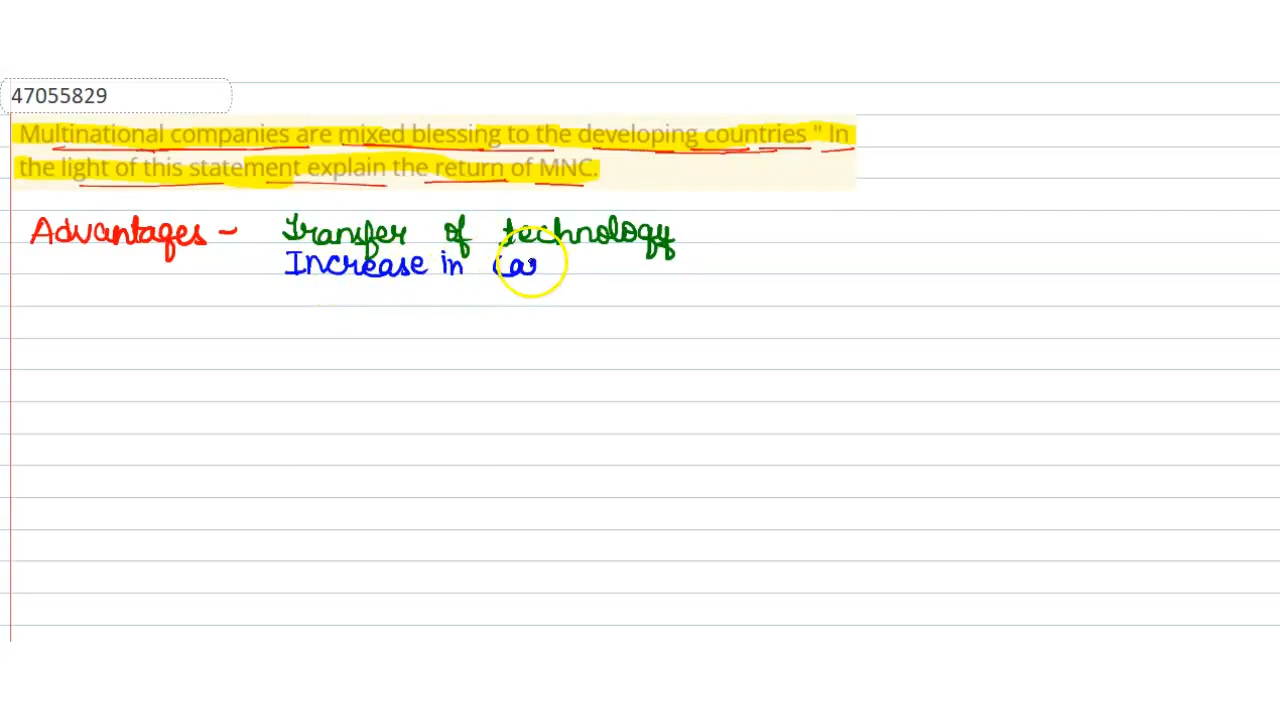 47055829
Multinational companies are mixed blessing to the developing countries " In
the light of this statement explain the return of MNC.
Advantages - Transfer of technology
Increase in